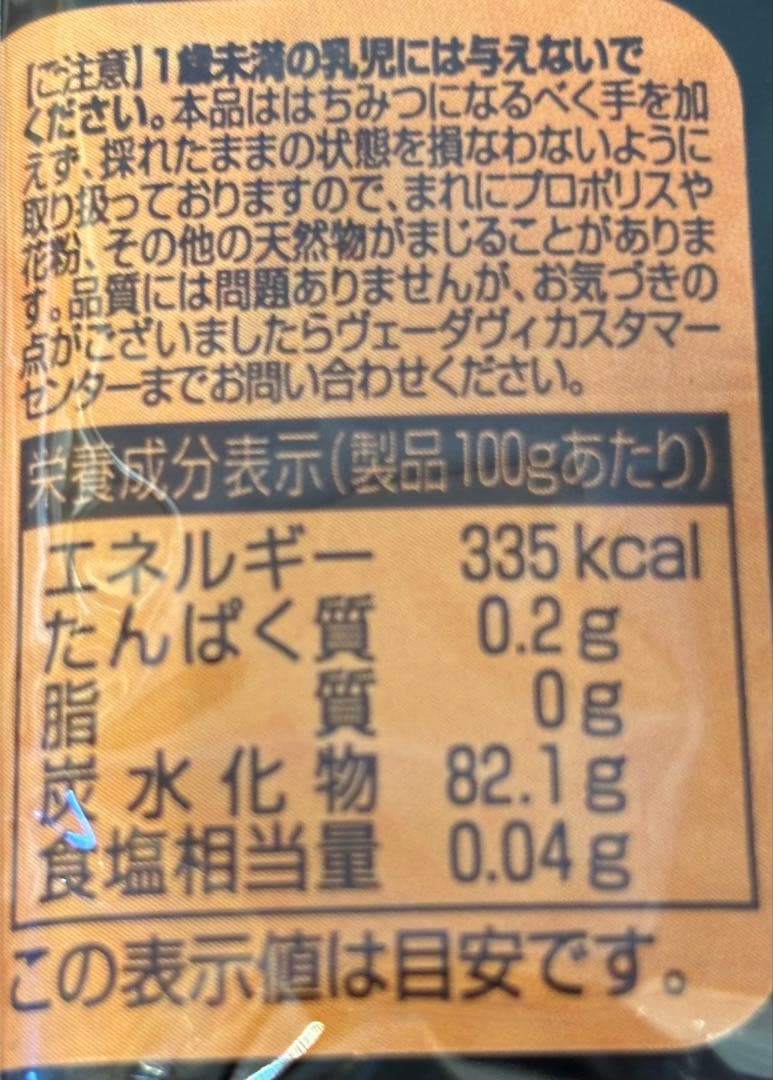 【ご注意】1歳未満の乳児には与えないで
ください。本品ははちみつになるべく手を加
えず、採れたままの状態を損なわないように
取り扱っておりますので、まれにプロポリスや
花粉、その他の天然物がまじることがありま
す。品質には問題ありませんが、お気づきの
点がございましたらヴェーダヴィカスタマー
センターまでお問い合わせください。
栄養成分表示(製品100gあたり)
エネルギー 335kcal
たんぱく質 0.2g
脂質 0g
炭水化物 82.1g
食塩相当量 0.04g
この表示値は目安です。